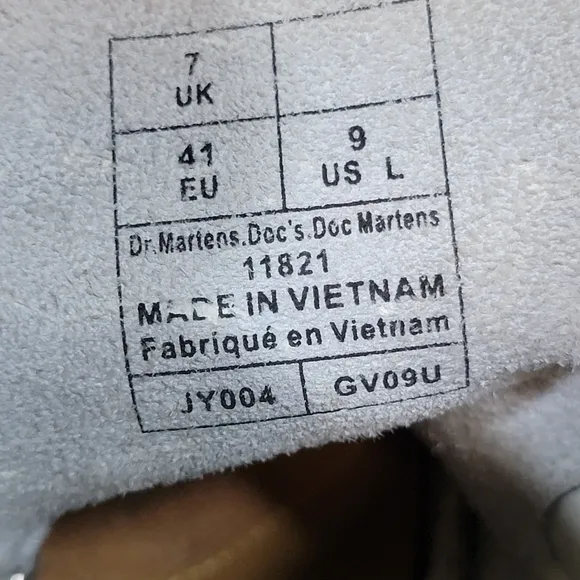 7
UK
41
EU
9
US L
Dr.Martens.Doc's.Doc Martens
11821
MADE IN VIETNAM
Fabriqué en Vietnam
JY004
GV09U